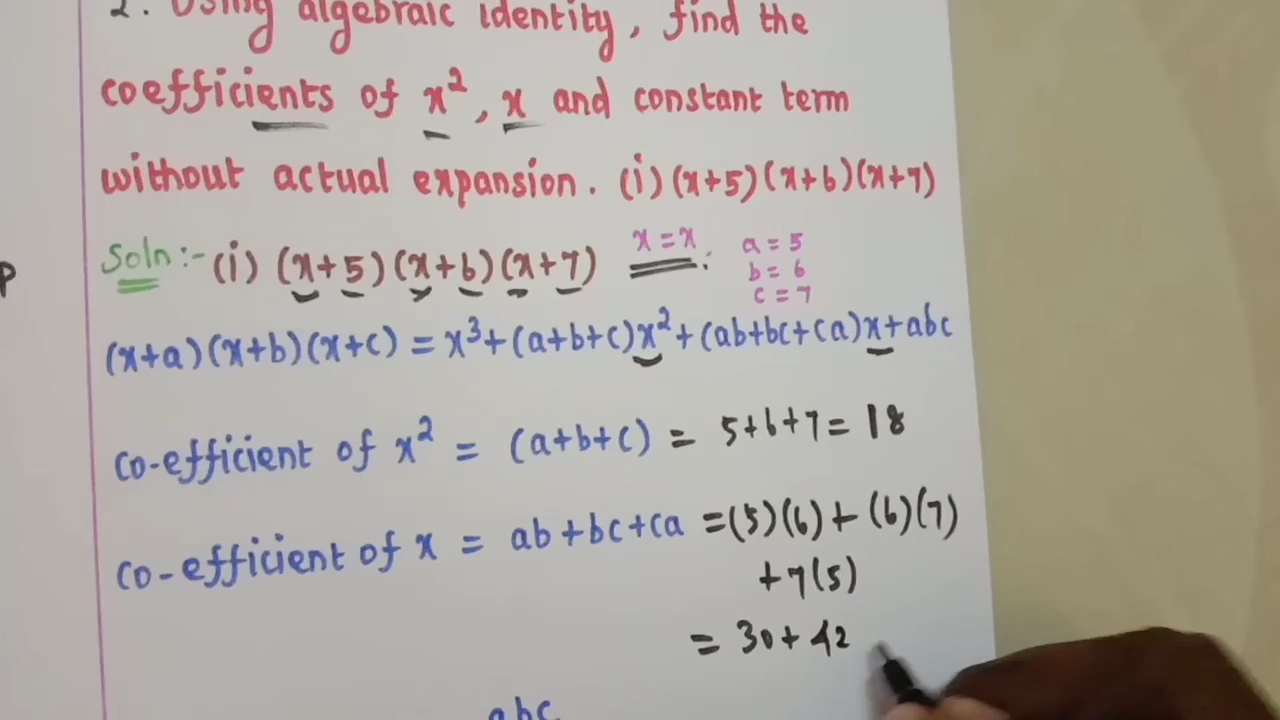 2. Using algebraic identity, find the
coefficients of x², x and constant term
without actual expansion. (i) (x+5)(x+6)(x+7)
Soln:- (i) (x+5)(x+6)(x+7) x = x: a = 5
b = 6
c = 7
(x+a)(x+b)(x+c) = x³+(a+b+c)x²+(ab+bc+ca)x+abc
co-efficient of x² = (a+b+c) = 5+6+7 = 18
co-efficient of x = ab+bc+ca = (5)(6) + (6)(7)
+7(5)
= 30+42
abc
P